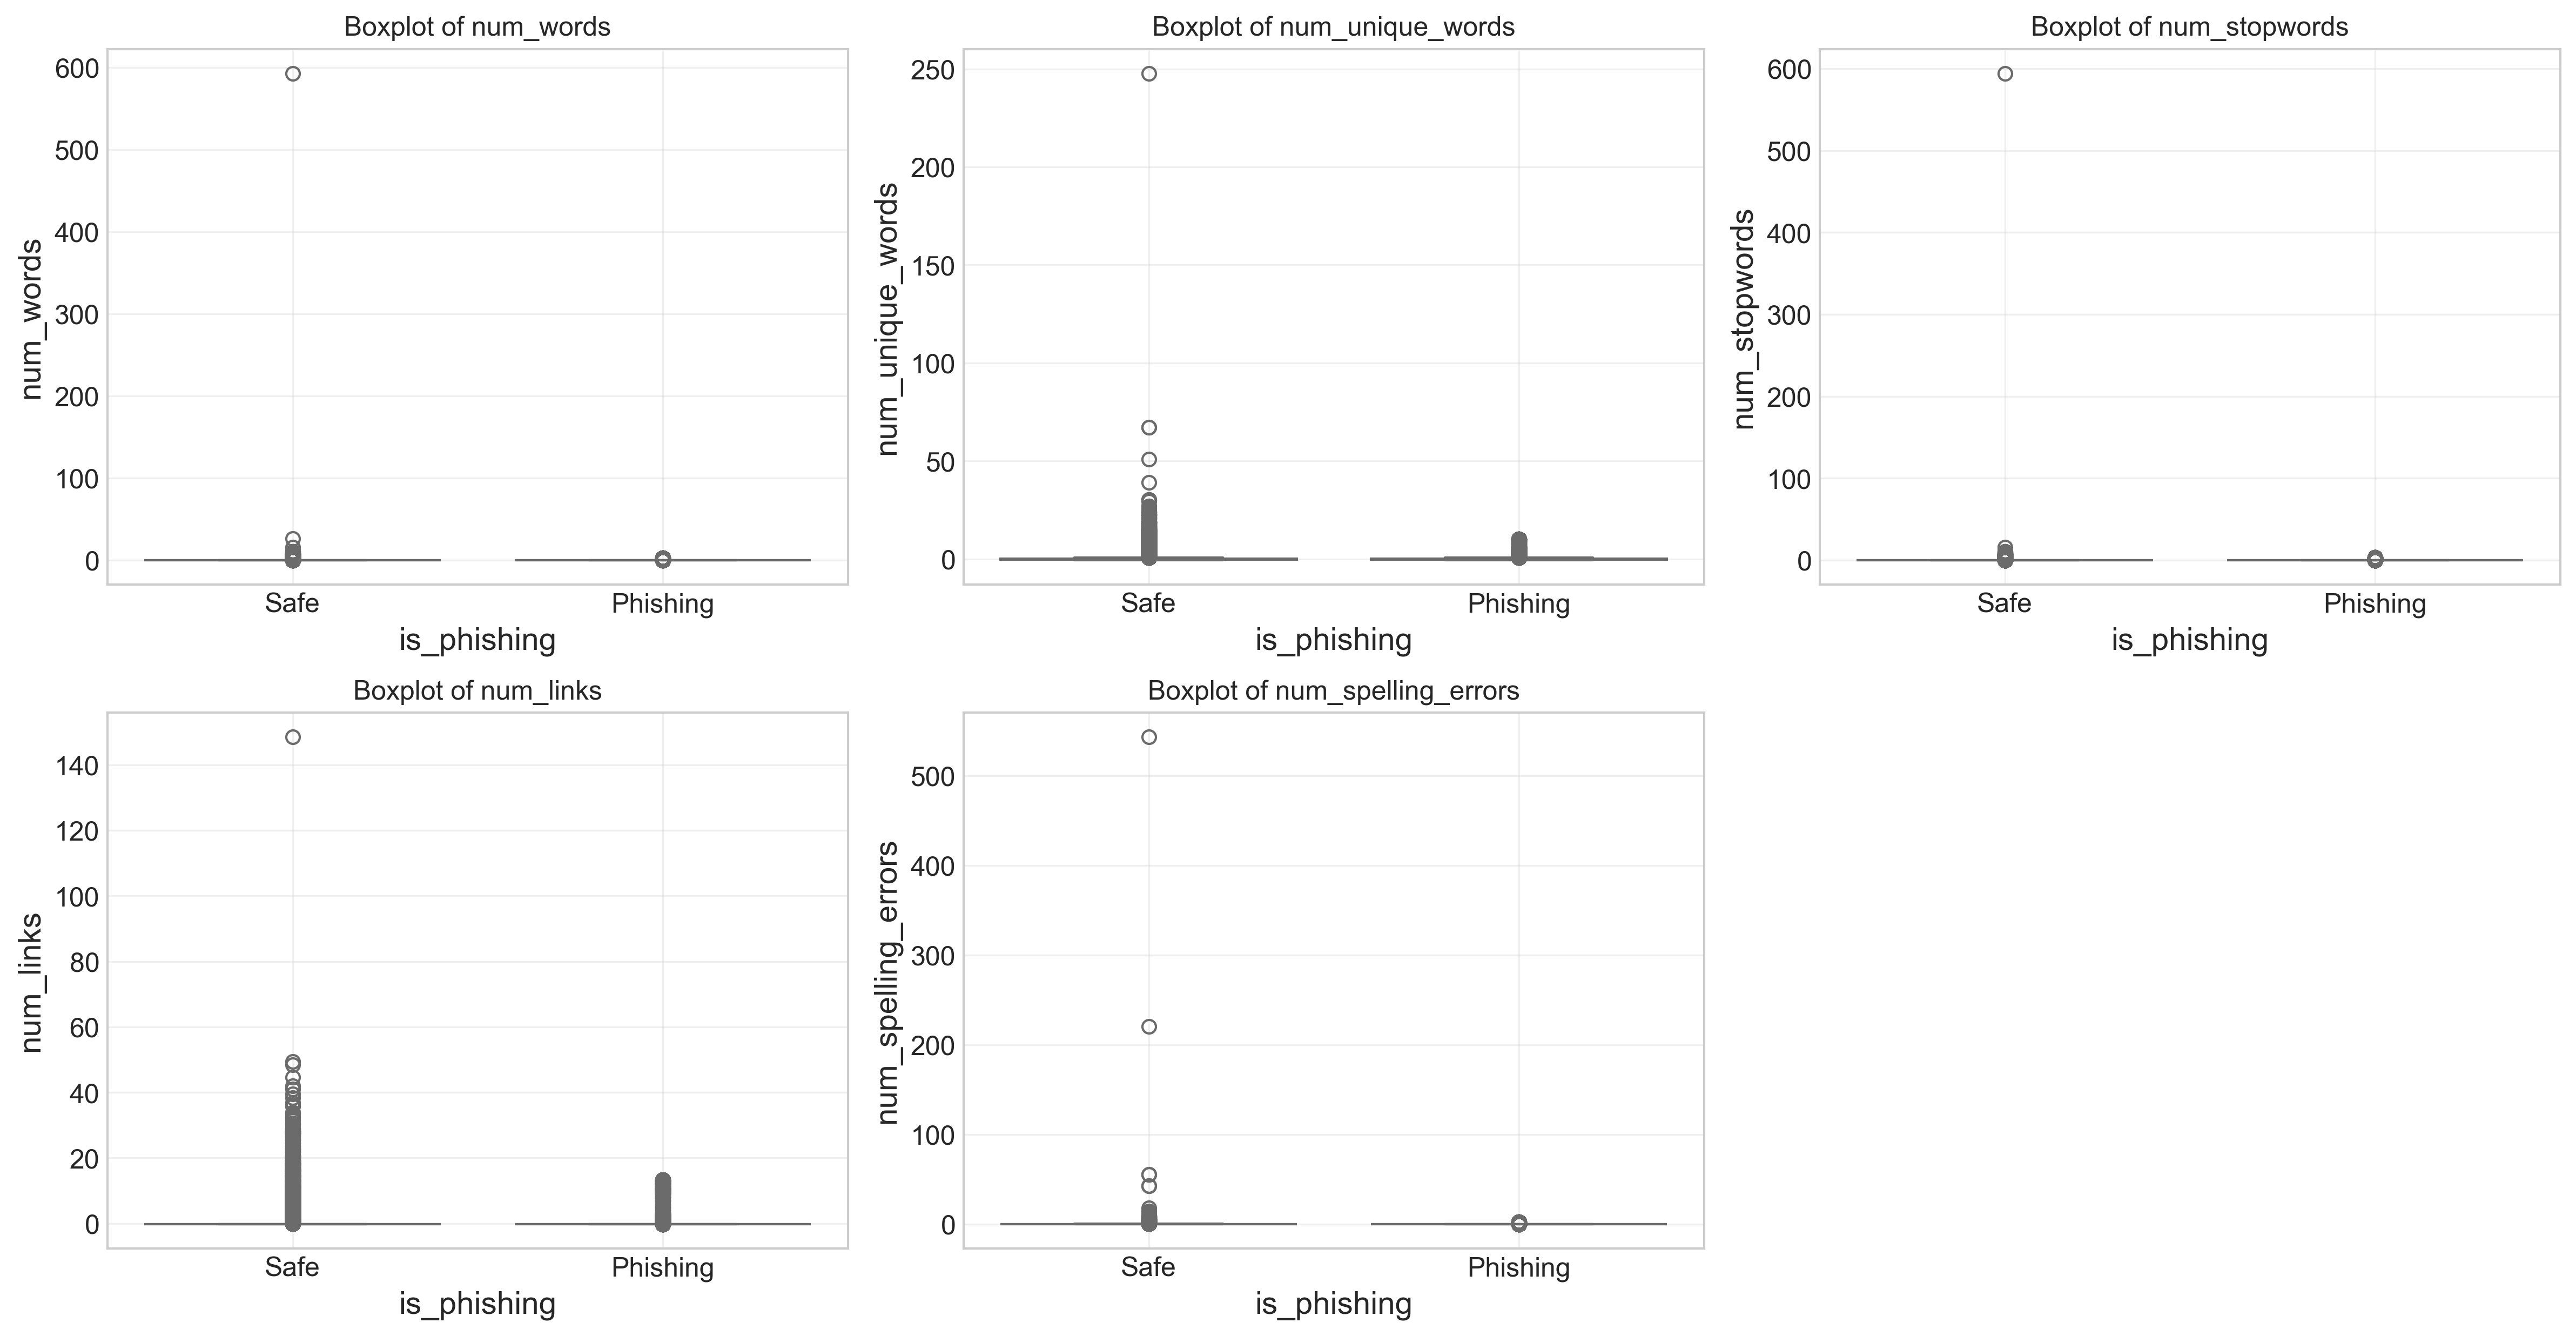 Boxplot of num_words
num_words
600
500
400
300
200
100
0
Safe
Phishing
is_phishing
Boxplot of num_unique_words
num_unique_words
250
200
150
100
50
0
Safe
Phishing
is_phishing
Boxplot of num_stopwords
num_stopwords
600
500
400
300
200
100
0
Safe
Phishing
is_phishing
Boxplot of num_links
num_links
140
120
100
80
60
40
20
0
Safe
Phishing
is_phishing
Boxplot of num_spelling_errors
num_spelling_errors
500
400
300
200
100
0
Safe
Phishing
is_phishing